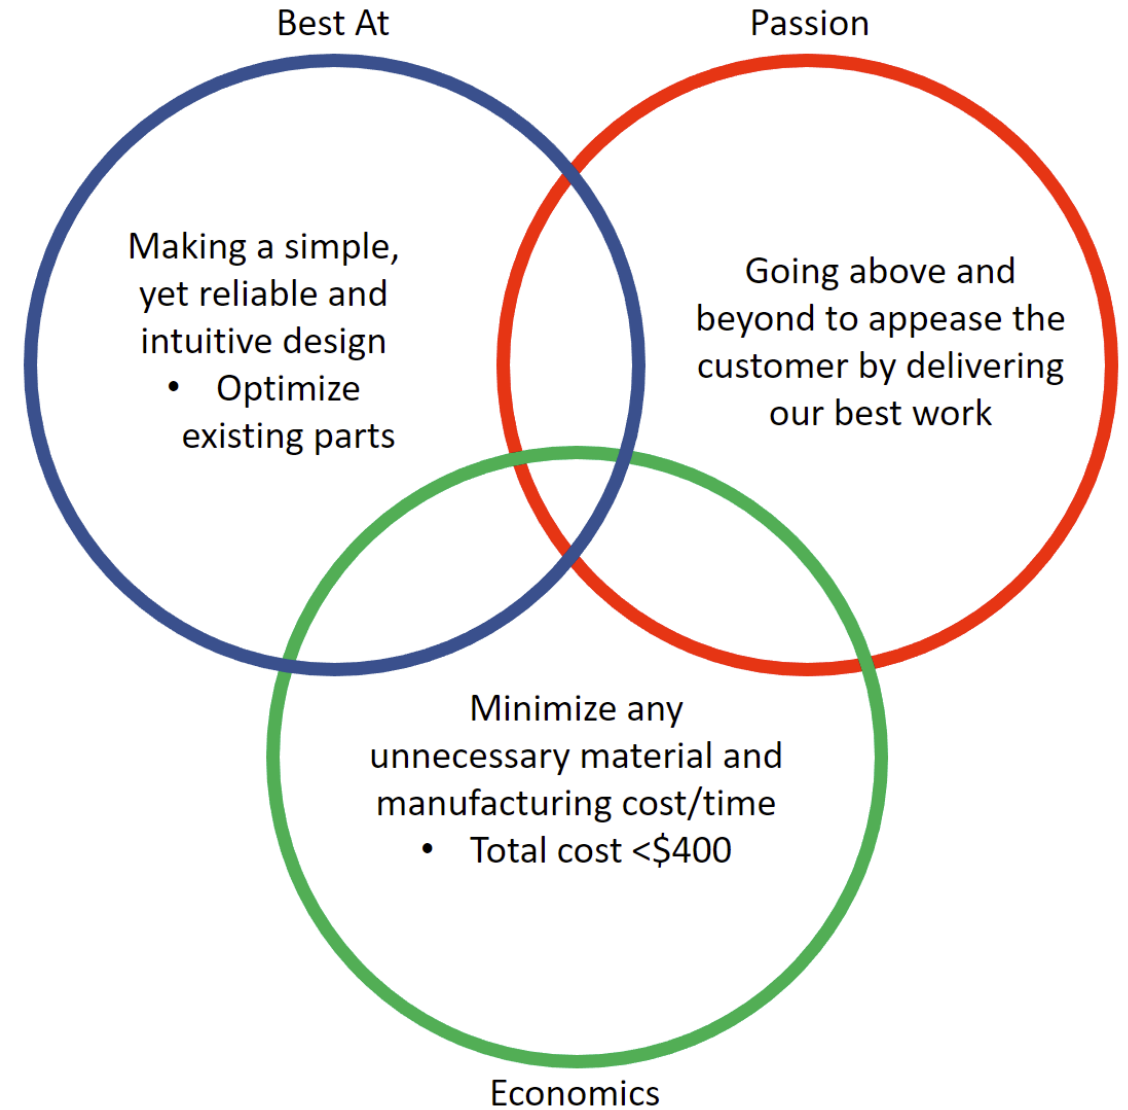 Best At
Passion
Making a simple,
yet reliable and
intuitive design
• Optimize
existing parts
Going above and
beyond to appease the
customer by delivering
our best work
Minimize any
unnecessary material and
manufacturing cost/time
• Total cost <$400
Economics